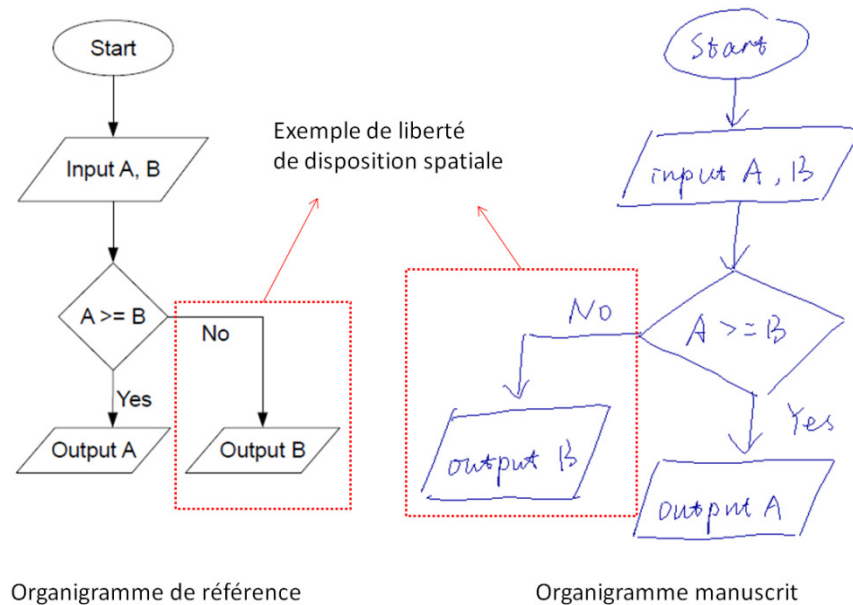 Start
Input A, B
A >= B
No
Yes
Output A
Output B
Exemple de liberté
de disposition spatiale
Start
input A, B
A >= B
No
Yes
output B
output A
Organigramme de référence
Organigramme manuscrit